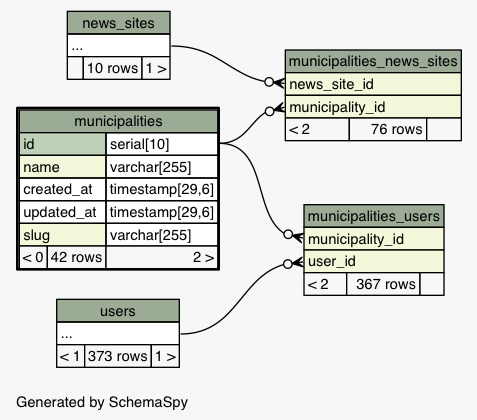 news_sites
...
10 rows 1 >
municipalities_news_sites
news_site_id
municipality_id
< 2 76 rows
municipalities
id serial[10]
name varchar[255]
created_at timestamp[29,6]
updated_at timestamp[29,6]
slug varchar[255]
< 0 42 rows 2 >
municipalities_users
municipality_id
user_id
< 2 367 rows
users
...
< 1 373 rows 1 >
Generated by SchemaSpy